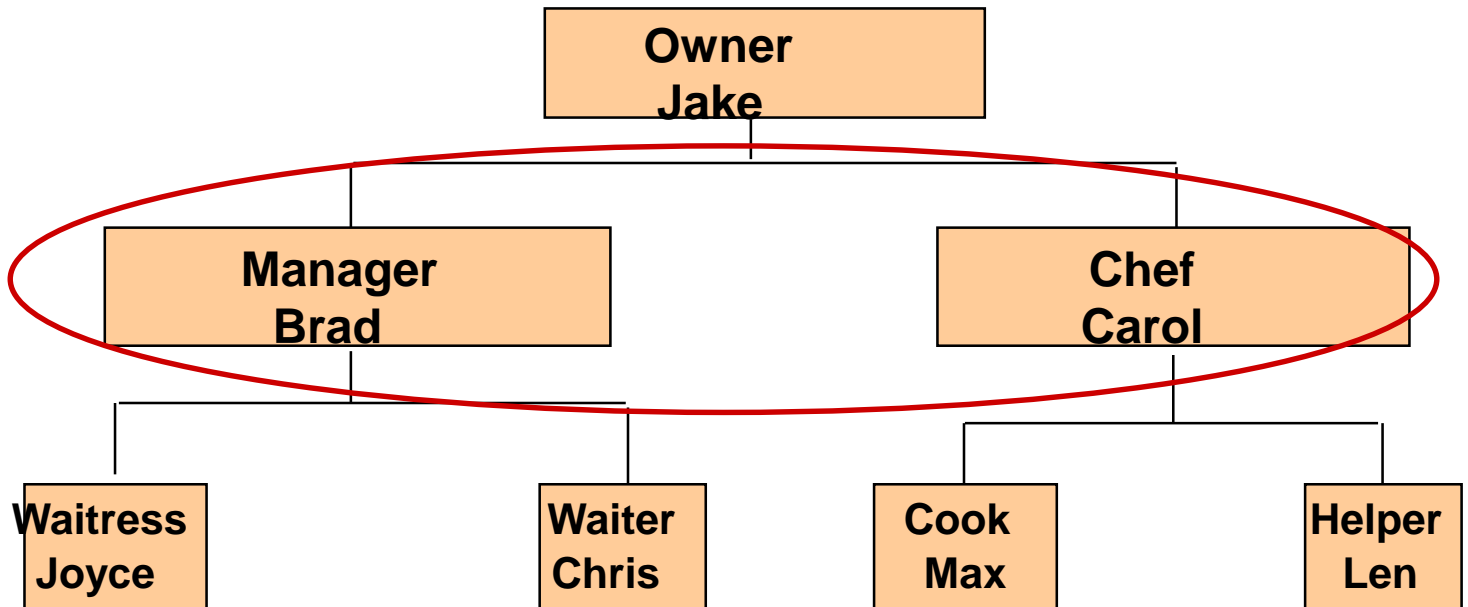 Owner
Jake
Manager
Brad
Chef
Carol
Waitress
Joyce
Waiter
Chris
Cook
Max
Helper
Len